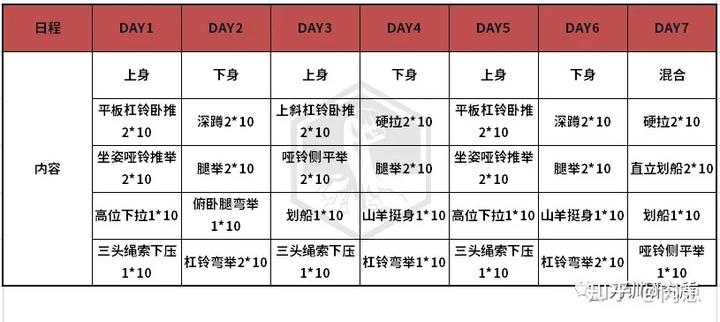 日程 DAY1 DAY2 DAY3 DAY4 DAY5 DAY6 DAY7
内容
上身 下身 上身 下身 上身 下身 混合
平板杠铃卧推2*10 深蹲2*10 上斜杠铃卧推2*10 硬拉2*10 平板杠铃卧推2*10 深蹲2*10 硬拉2*10
坐姿哑铃推举2*10 腿举2*10 哑铃侧平举2*10 腿举2*10 坐姿哑铃推举2*10 腿举2*10 直立划船2*10
高位下拉1*10 俯卧腿弯举1*10 划船1*10 山羊挺身1*10 高位下拉1*10 山羊挺身1*10 划船1*10
三头绳索下压1*10 杠铃弯举2*10 三头绳索下压1*10 杠铃弯举1*10 三头绳索下压1*10 杠铃弯举2*10 哑铃侧平举1*10